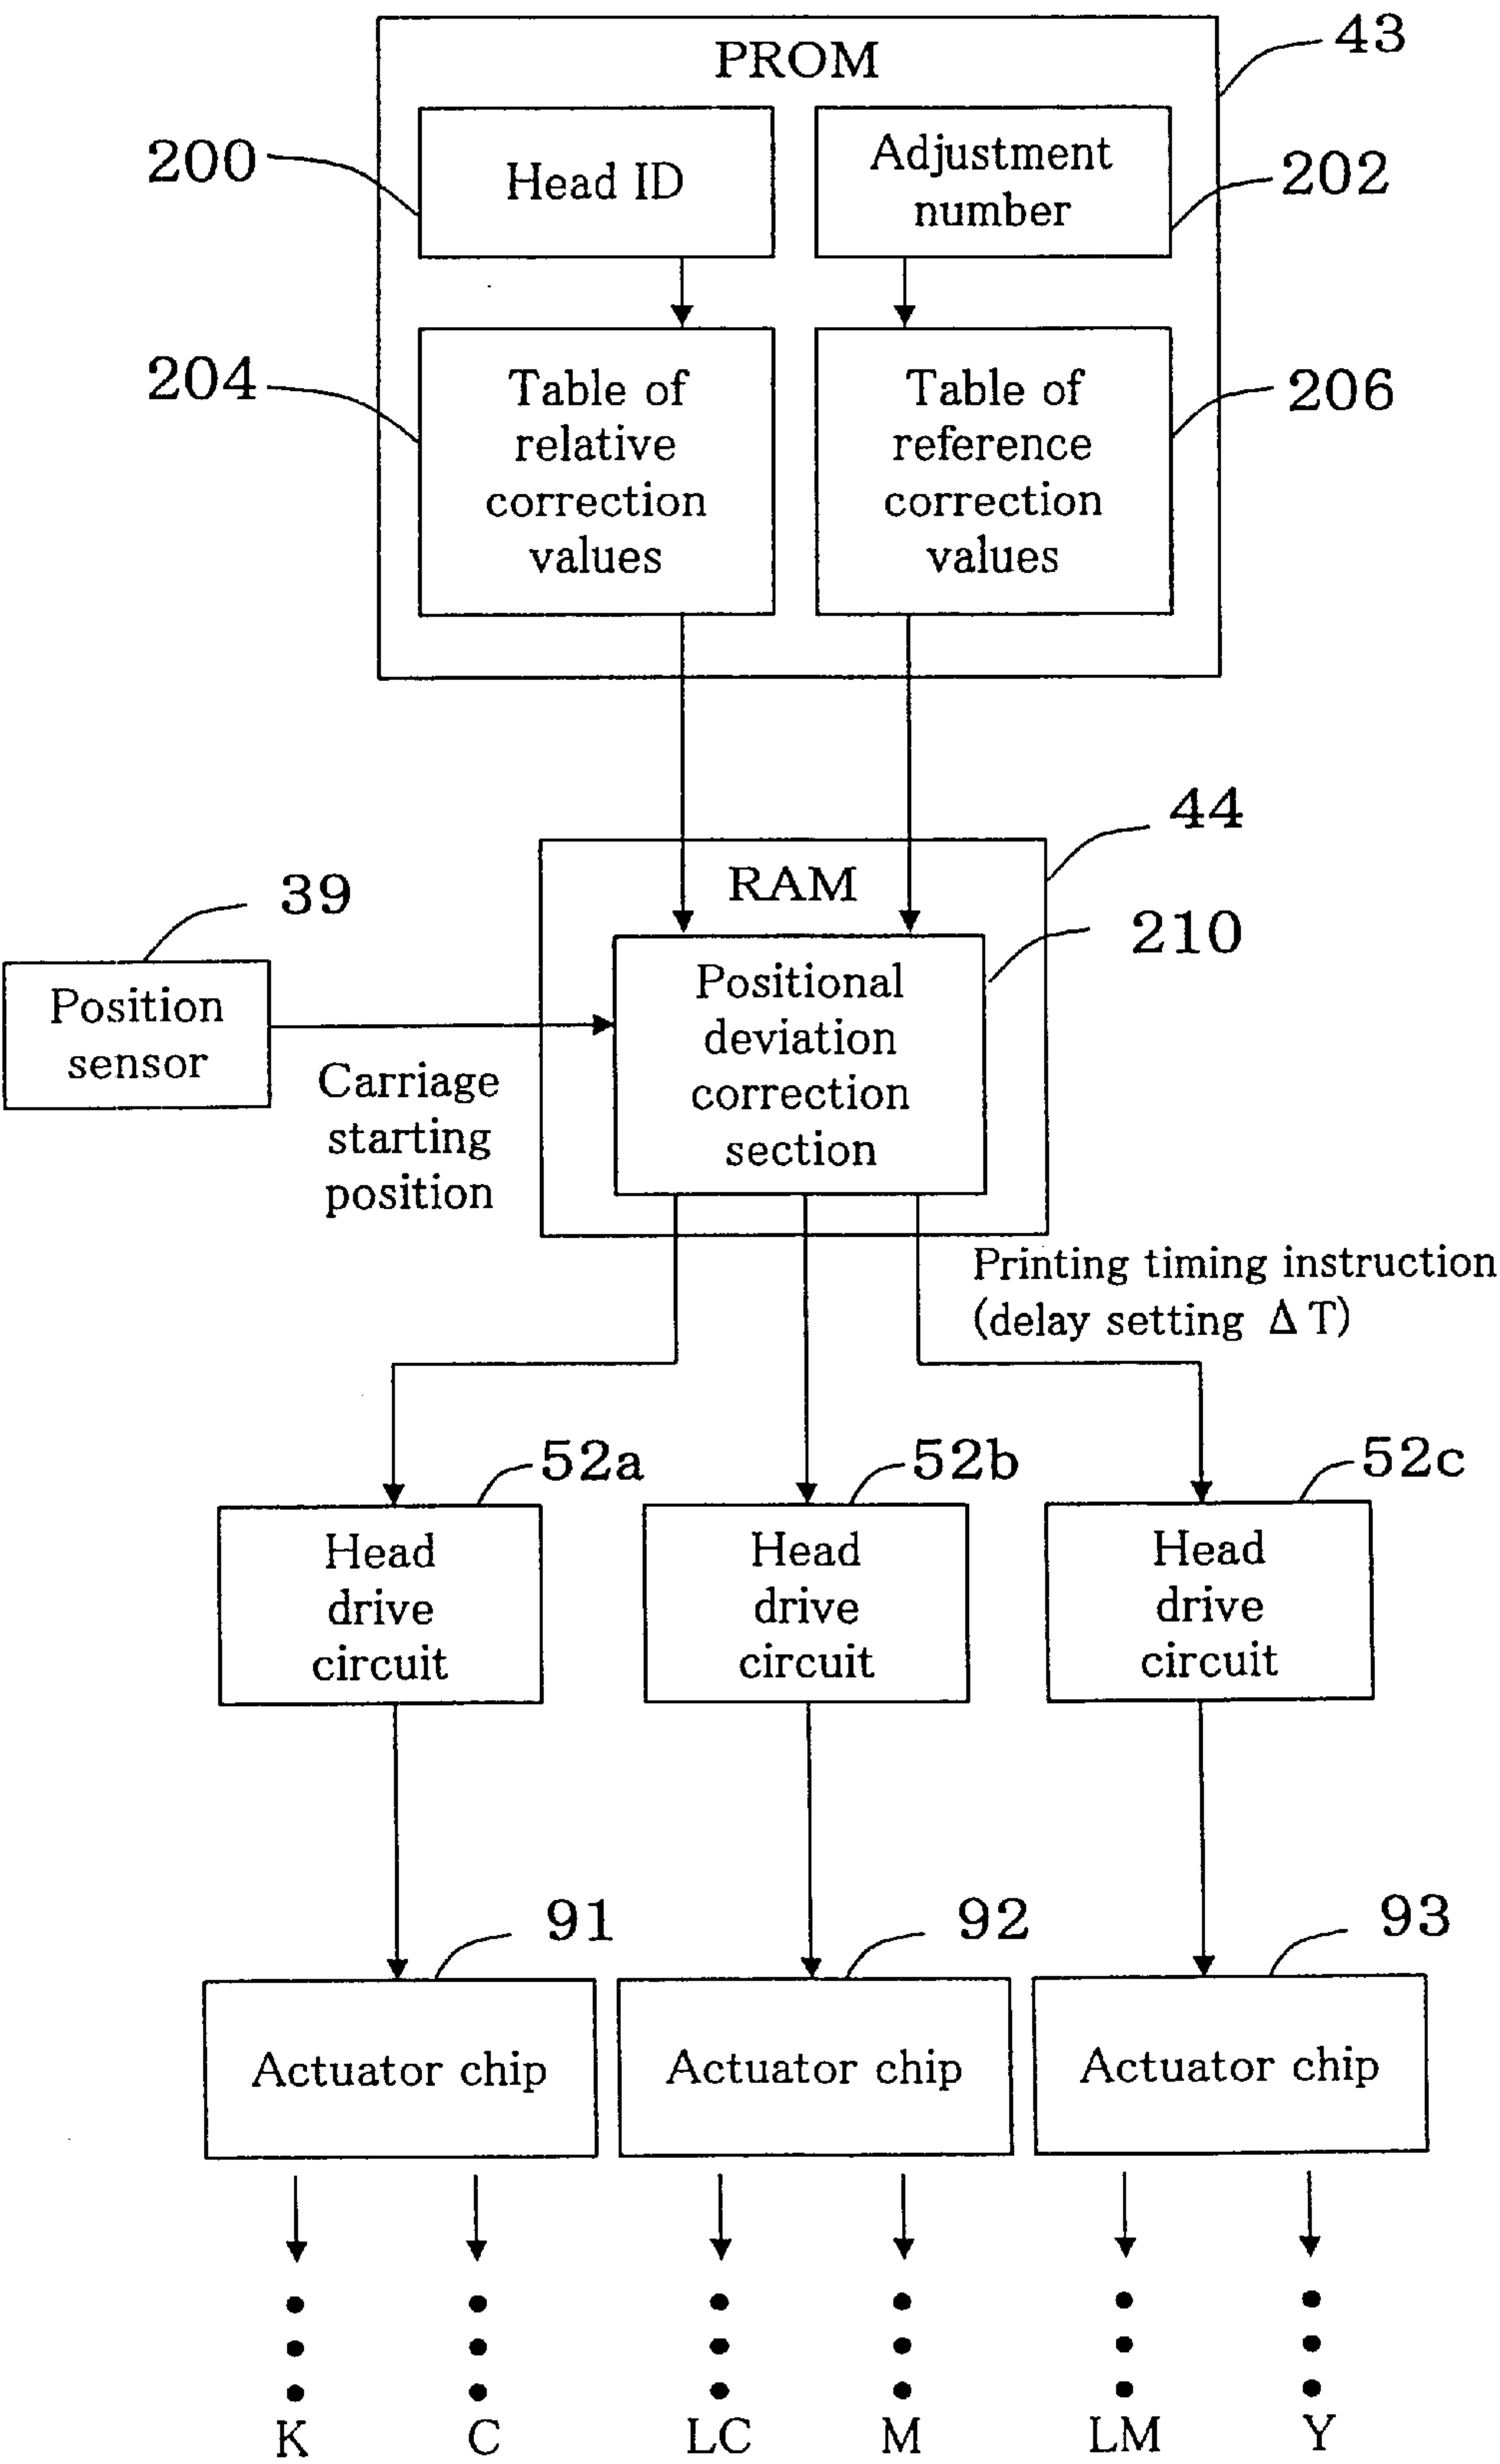 PROM
43
200
Head ID
Adjustment
number
202
204
Table of
relative
correction
values
Table of
reference
correction
values
206
44
RAM
39
210
Position
sensor
Carriage
starting
position
Positional
deviation
correction
section
Printing timing instruction
(delay setting Δ T)
52a
52b
52c
Head
drive
circuit
Head
drive
circuit
Head
drive
circuit
91
92
93
Actuator chip
Actuator chip
Actuator chip
K C LC M LM Y